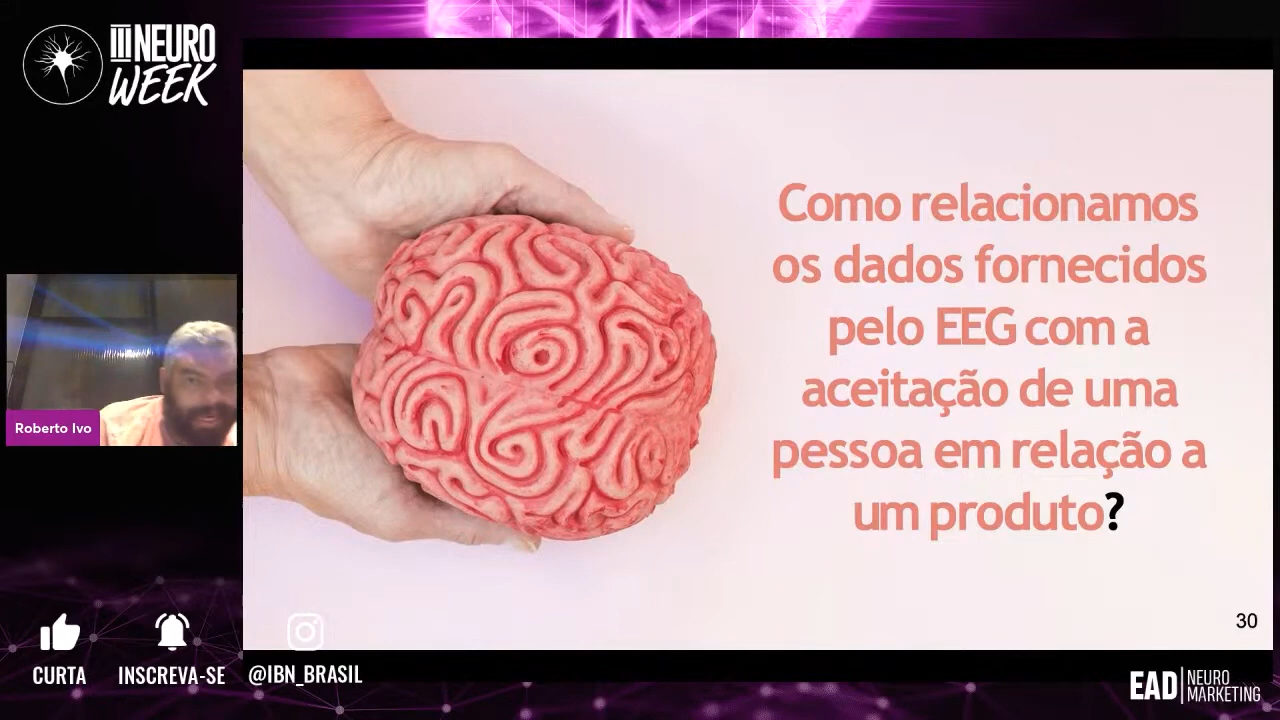 III NEURO
WEEK
Como relacionamos
os dados fornecidos
pelo EEG com a
aceitação de uma
pessoa em relação a
um produto?
Roberto Ivo
30
CURTA
INSCREVA-SE
@IBN_BRASIL
EAD
NEURO
MARKETING